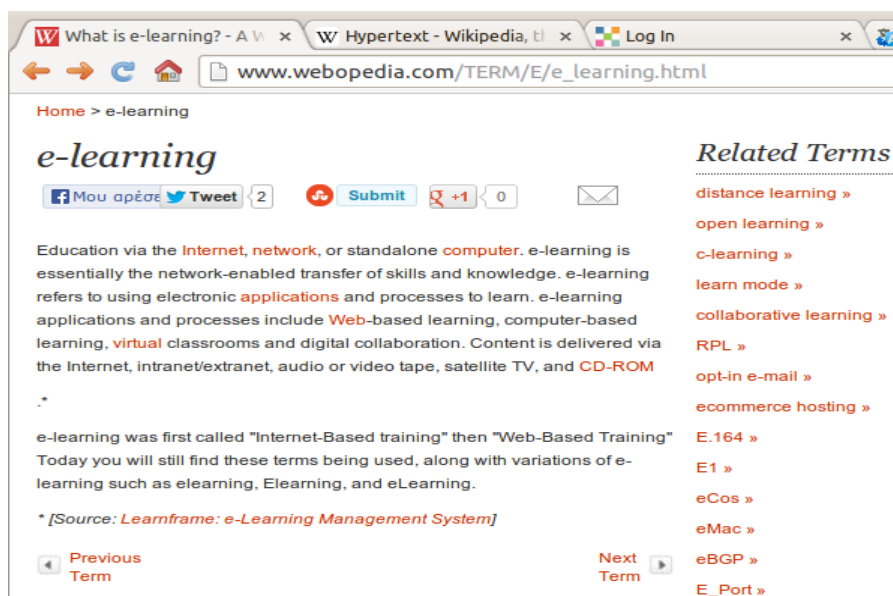 What is e-learning? - A W
Hypertext - Wikipedia, th
Log In
www.webopedia.com/TERM/E/e_learning.html
Home > e-learning
e-learning
Μου αρέσε Tweet 2 Submit +1 0
Education via the Internet, network, or standalone computer. e-learning is
essentially the network-enabled transfer of skills and knowledge. e-learning
refers to using electronic applications and processes to learn. e-learning
applications and processes include Web-based learning, computer-based
learning, virtual classrooms and digital collaboration. Content is delivered via
the Internet, intranet/extranet, audio or video tape, satellite TV, and CD-ROM
.*
e-learning was first called "Internet-Based training" then "Web-Based Training"
Today you will still find these terms being used, along with variations of e-
learning such as elearning, Elearning, and eLearning.
* [Source: Learnframe: e-Learning Management System]
Previous
Term
Next
Term
Related Terms
distance learning »
open learning »
c-learning »
learn mode »
collaborative learning »
RPL »
opt-in e-mail »
ecommerce hosting »
E.164 »
E1 »
eCos »
eMac »
eBGP »
E_Port »